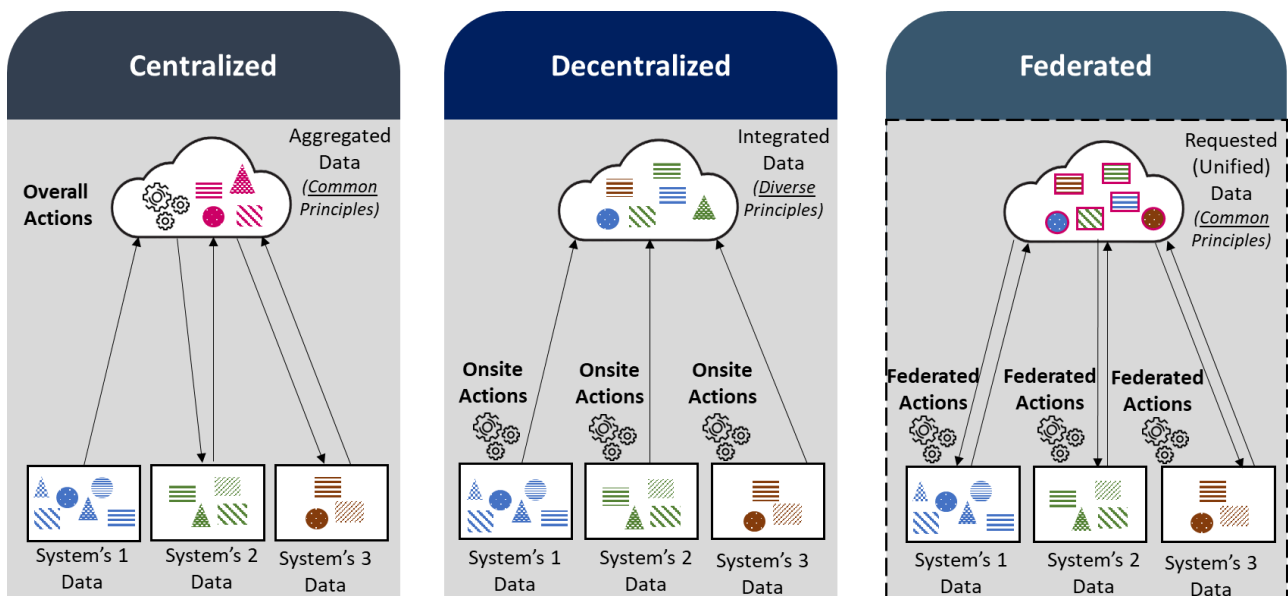 Centralized
Overall
Actions
Aggregated
Data
(Common
Principles)
System's 1
Data
System's 2
Data
System's 3
Data
Decentralized
Integrated
Data
(Diverse
Principles)
Onsite
Actions
Onsite
Actions
Onsite
Actions
System's 1
Data
System's 2
Data
System's 3
Data
Federated
Requested
(Unified)
Data
(Common
Principles)
Federated
Actions
Federated
Actions
Federated
Actions
System's 1
Data
System's 2
Data
System's 3
Data